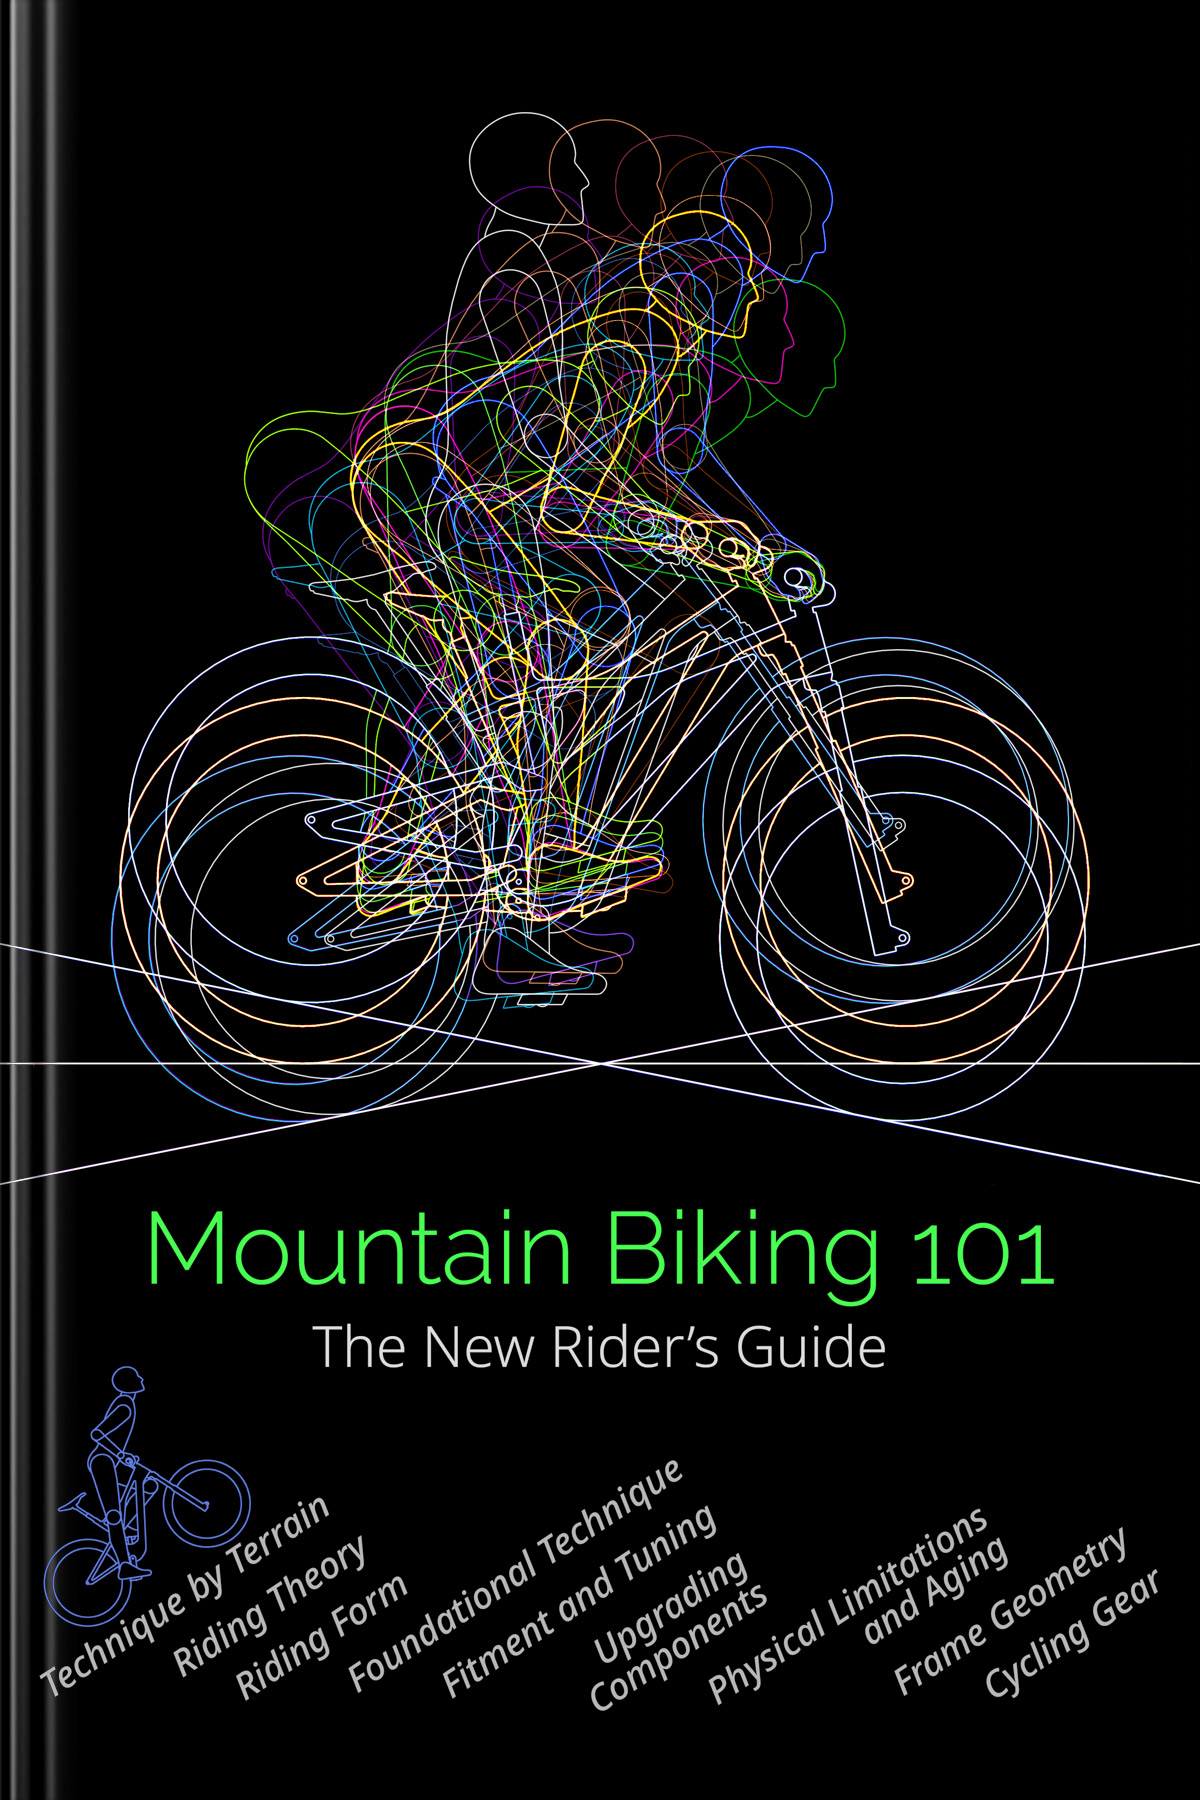 Mountain Biking 101
The New Rider’s Guide
Technique by Terrain
Riding Theory
Riding Form
Foundational Technique
Fitment and Tuning
Upgrading
Components
Physical Limitations
and Aging
Frame Geometry
Cycling Gear